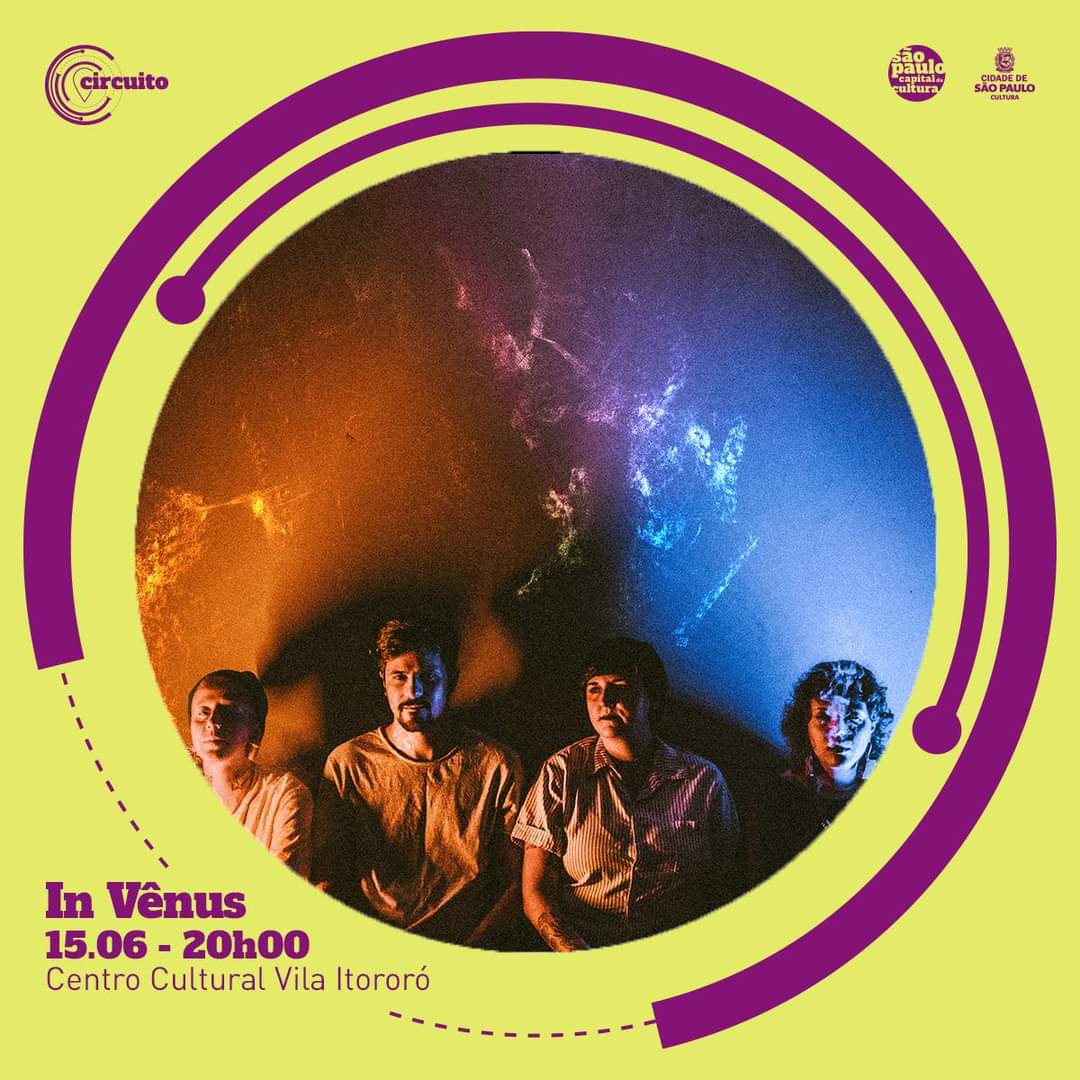 circuito
são
paulo
capital da
cultura
CIDADE DE
SÃO PAULO
CULTURA
In Vênus
15.06 - 20h00
Centro Cultural Vila Itororó